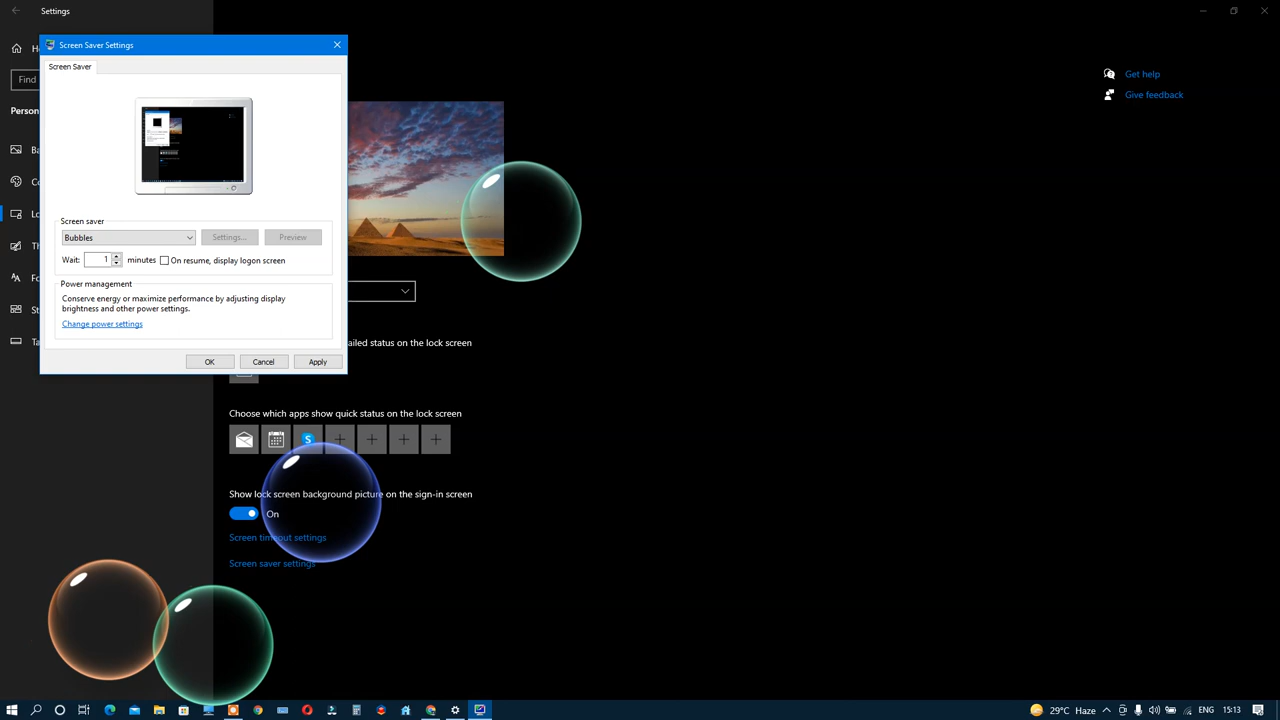 Settings
Screen Saver Settings
Screen Saver
Find
Get help
Person
Give feedback
Screen saver
Bubbles
Settings...
Preview
Wait: 1 minutes
On resume, display logon screen
Power management
Conserve energy or maximize performance by adjusting display
brightness and other power settings.
Change power settings
OK
Cancel
Apply
ailed status on the lock screen
Choose which apps show quick status on the lock screen
Show lock screen background picture on the sign-in screen
On
Screen timeout settings
Screen saver settings
29°C Haze
ENG
15:13